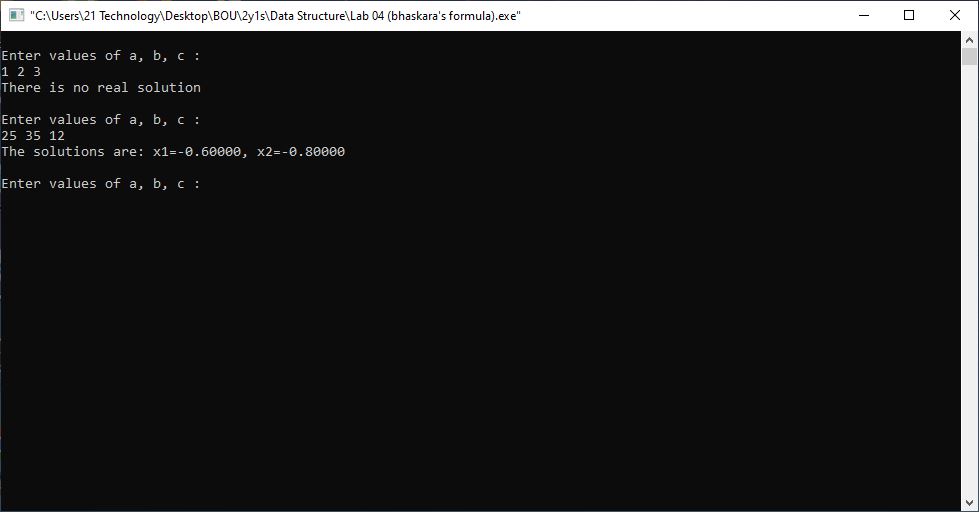 "C:\Users\21 Technology\Desktop\BOU\2y1s\Data Structure\Lab 04 (bhaskara's formula).exe"
Enter values of a, b, c :
1 2 3
There is no real solution
Enter values of a, b, c :
25 35 12
The solutions are: x1=-0.60000, x2=-0.80000
Enter values of a, b, c :